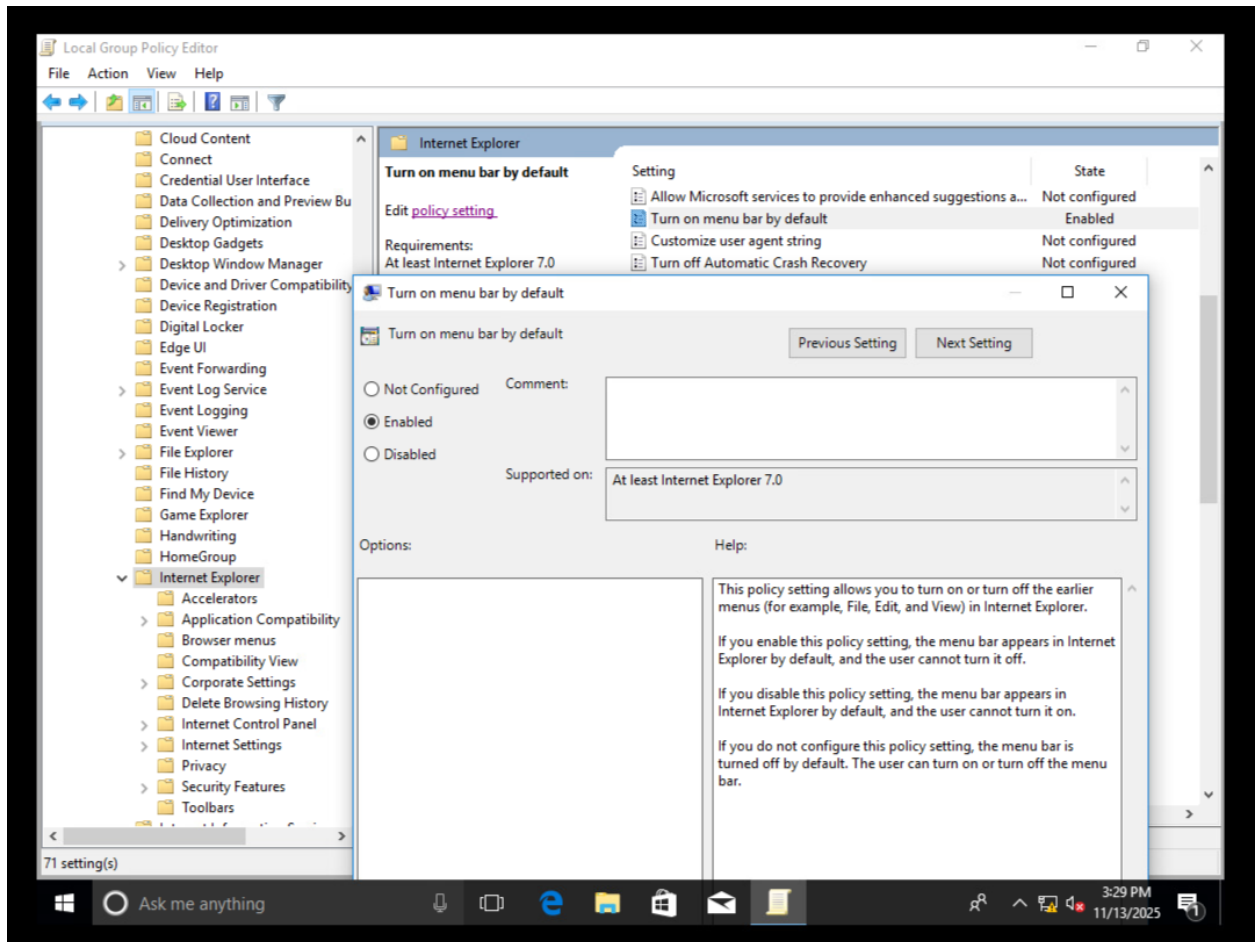 Local Group Policy Editor
File Action View Help
Cloud Content
Connect
Credential User Interface
Data Collection and Preview Bu
Delivery Optimization
Desktop Gadgets
Desktop Window Manager
Device and Driver Compatibility
Device Registration
Digital Locker
Edge UI
Event Forwarding
Event Log Service
Event Logging
Event Viewer
File Explorer
File History
Find My Device
Game Explorer
Handwriting
HomeGroup
Internet Explorer
Accelerators
Application Compatibility
Browser menus
Compatibility View
Corporate Settings
Delete Browsing History
Internet Control Panel
Internet Settings
Privacy
Security Features
Toolbars
71 setting(s)
Internet Explorer
Turn on menu bar by default
Edit policy setting
Requirements:
At least Internet Explorer 7.0
Setting State
Allow Microsoft services to provide enhanced suggestions a... Not configured
Turn on menu bar by default Enabled
Customize user agent string Not configured
Turn off Automatic Crash Recovery Not configured
Turn on menu bar by default
Turn on menu bar by default
Previous Setting Next Setting
Not Configured
Enabled
Disabled
Comment:
Supported on:
At least Internet Explorer 7.0
Options:
Help:
This policy setting allows you to turn on or turn off the earlier
menus (for example, File, Edit, and View) in Internet Explorer.
If you enable this policy setting, the menu bar appears in Internet
Explorer by default, and the user cannot turn it off.
If you disable this policy setting, the menu bar appears in
Internet Explorer by default, and the user cannot turn it on.
If you do not configure this policy setting, the menu bar is
turned off by default. The user can turn on or turn off the menu
bar.
Ask me anything
3:29 PM
11/13/2025
1